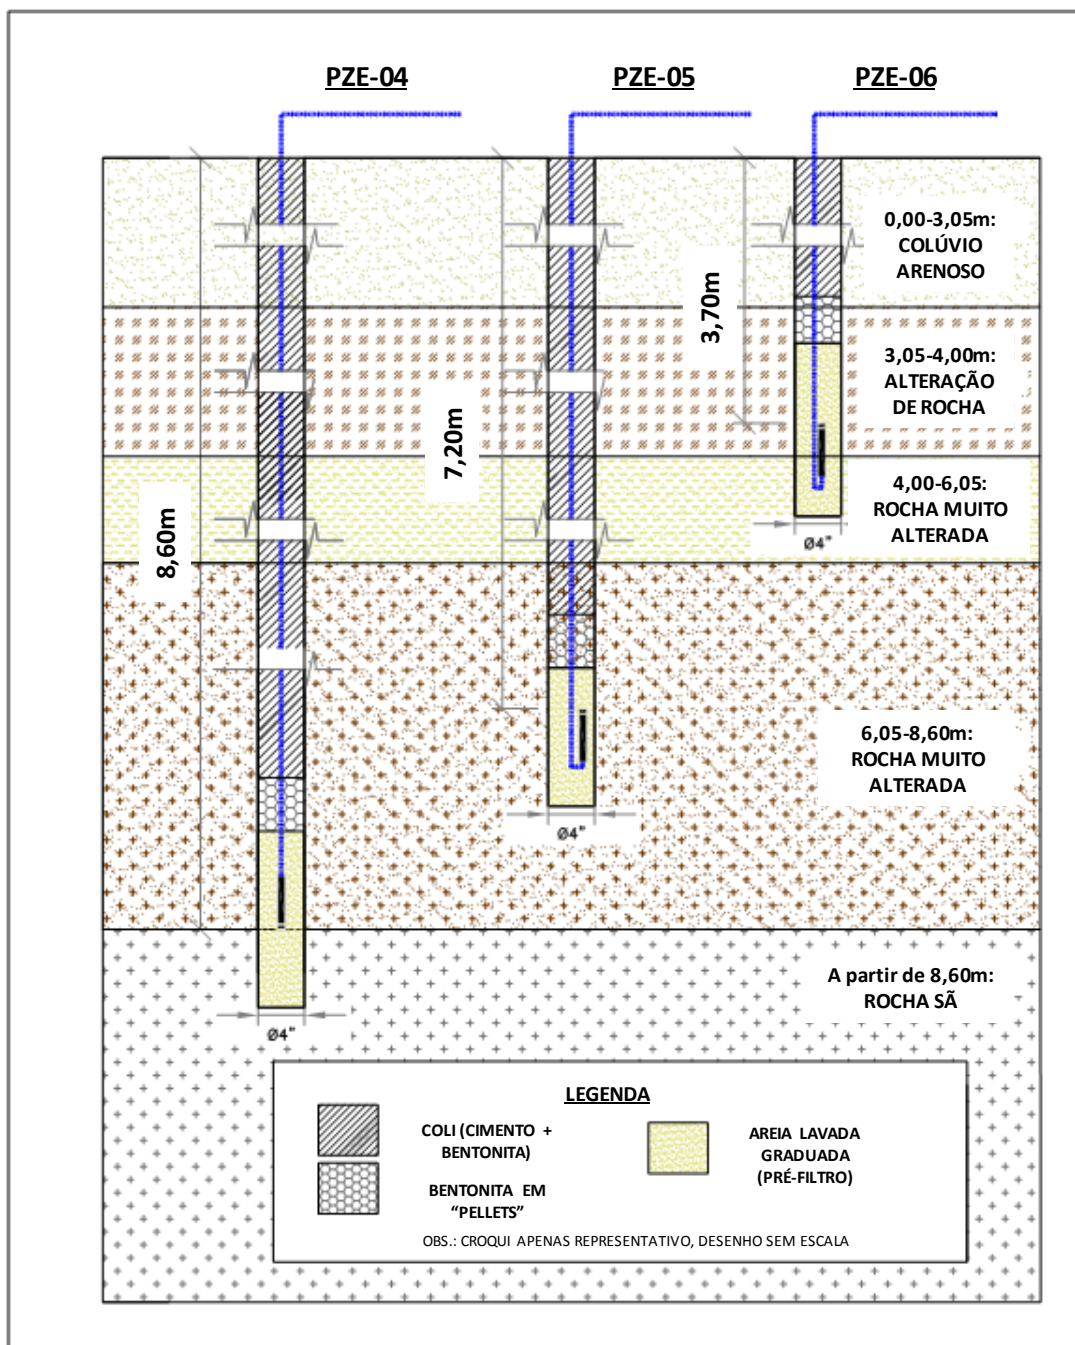 PZE-04
PZE-05
PZE-06
0,00-3,05m:
COLÚVIO
ARENOSO
3,70m
3,05-4,00m:
ALTERAÇÃO
DE ROCHA
7,20m
4,00-6,05:
ROCHA MUITO
ALTERADA
Ø4"
8,60m
6,05-8,60m:
ROCHA MUITO
ALTERADA
Ø4"
A partir de 8,60m:
ROCHA SÃ
Ø4"
LEGENDA
COLI (CIMENTO +
BENTONITA)
AREIA LAVADA
GRADUADA
(PRÉ-FILTRO)
BENTONITA EM
“PELLETS”
OBS.: CROQUI APENAS REPRESENTATIVO, DESENHO SEM ESCALA